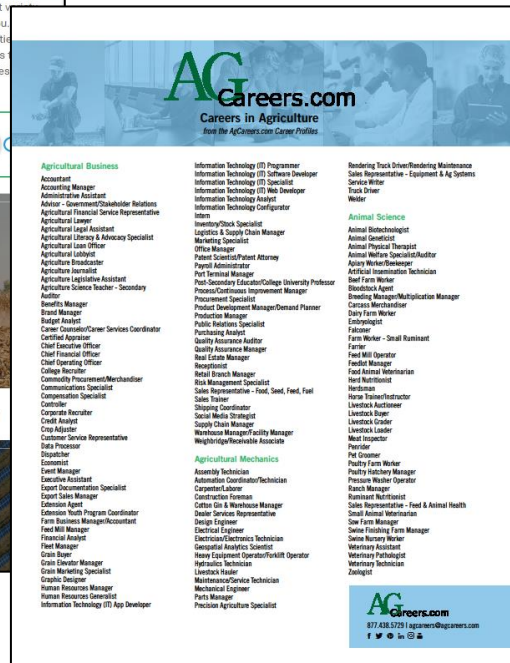 AGCareers.com
Careers in Agriculture
from the AgCareers.com Career Profiles
Agricultural Business
Accountant
Accounting Manager
Administrative Assistant
Advisor - Government/Stakeholder Relations
Agricultural Financial Service Representative
Agricultural Lawyer
Agricultural Legal Assistant
Agricultural Literacy & Advocacy Specialist
Agricultural Loan Officer
Agricultural Lobbyist
Agriculture Broadcaster
Agriculture Journalist
Agriculture Legislative Assistant
Agriculture Science Teacher - Secondary
Auditor
Benefits Manager
Brand Manager
Budget Analyst
Career Counselor/Career Services Coordinator
Certified Appraiser
Chief Executive Officer
Chief Financial Officer
Chief Operating Officer
College Recruiter
Commodity Procurement/Merchandiser
Communications Specialist
Compensation Specialist
Controller
Corporate Recruiter
Credit Analyst
Crop Adjuster
Customer Service Representative
Data Processor
Dispatcher
Economist
Event Manager
Executive Assistant
Export Documentation Specialist
Export Sales Manager
Extension Agent
Extension Youth Program Coordinator
Farm Business Manager/Accountant
Feed Mill Manager
Financial Analyst
Fleet Manager
Grain Buyer
Grain Elevator Manager
Grain Marketing Specialist
Graphic Designer
Human Resources Manager
Human Resources Generalist
Information Technology (IT) App Developer
Information Technology (IT) Programmer
Information Technology (IT) Software Developer
Information Technology (IT) Specialist
Information Technology (IT) Web Developer
Information Technology Analyst
Information Technology Configurator
Intern
Inventory/Stock Specialist
Logistics & Supply Chain Manager
Marketing Specialist
Office Manager
Patent Scientist/Patent Attorney
Payroll Administrator
Port Terminal Manager
Post-Secondary Educator/College University Professor
Process/Continuous Improvement Manager
Procurement Specialist
Product Development Manager/Demand Planner
Production Manager
Public Relations Specialist
Purchasing Analyst
Quality Assurance Auditor
Quality Assurance Manager
Real Estate Manager
Receptionist
Retail Branch Manager
Risk Management Specialist
Sales Representative - Food, Seed, Feed, Fuel
Sales Trainer
Shipping Coordinator
Social Media Strategist
Supply Chain Manager
Warehouse Manager/Facility Manager
Weighbridge/Receivable Associate
Agricultural Mechanics
Assembly Technician
Automation Coordinator/Technician
Carpenter/Laborer
Construction Foreman
Cotton Gin & Warehouse Manager
Dealer Services Representative
Design Engineer
Electrical Engineer
Electrician/Electronics Technician
Geospatial Analytics Scientist
Heavy Equipment Operator/Forklift Operator
Hydraulics Technician
Livestock Hauler
Maintenance/Service Technician
Mechanical Engineer
Parts Manager
Precision Agriculture Specialist
Rendering Truck Driver/Rendering Maintenance
Sales Representative - Equipment & Ag Systems
Service Writer
Truck Driver
Welder
Animal Science
Animal Biotechnologist
Animal Geneticist
Animal Physical Therapist
Animal Welfare Specialist/Auditor
Apiary Worker/Beekeeper
Artificial Insemination Technician
Beef Farm Worker
Bloodstock Agent
Breeding Manager/Multiplication Manager
Carcass Merchandiser
Dairy Farm Worker
Embryologist
Falconer
Farm Worker - Small Ruminant
Farrier
Feed Mill Operator
Feedlot Manager
Food Animal Veterinarian
Herd Nutritionist
Herdsman
Horse Trainer/Instructor
Livestock Auctioneer
Livestock Buyer
Livestock Grader
Livestock Loader
Meat Inspector
Penrider
Pet Groomer
Poultry Farm Worker
Poultry Hatchery Manager
Pressure Washer Operator
Ranch Manager
Ruminant Nutritionist
Sales Representative - Feed & Animal Health
Small Animal Veterinarian
Sow Farm Manager
Swine Finishing Farm Manager
Swine Nursery Worker
Veterinary Assistant
Veterinary Pathologist
Veterinary Technician
Zoologist
AGCareers.com
877.438.5729 | agcareers@agcareers.com